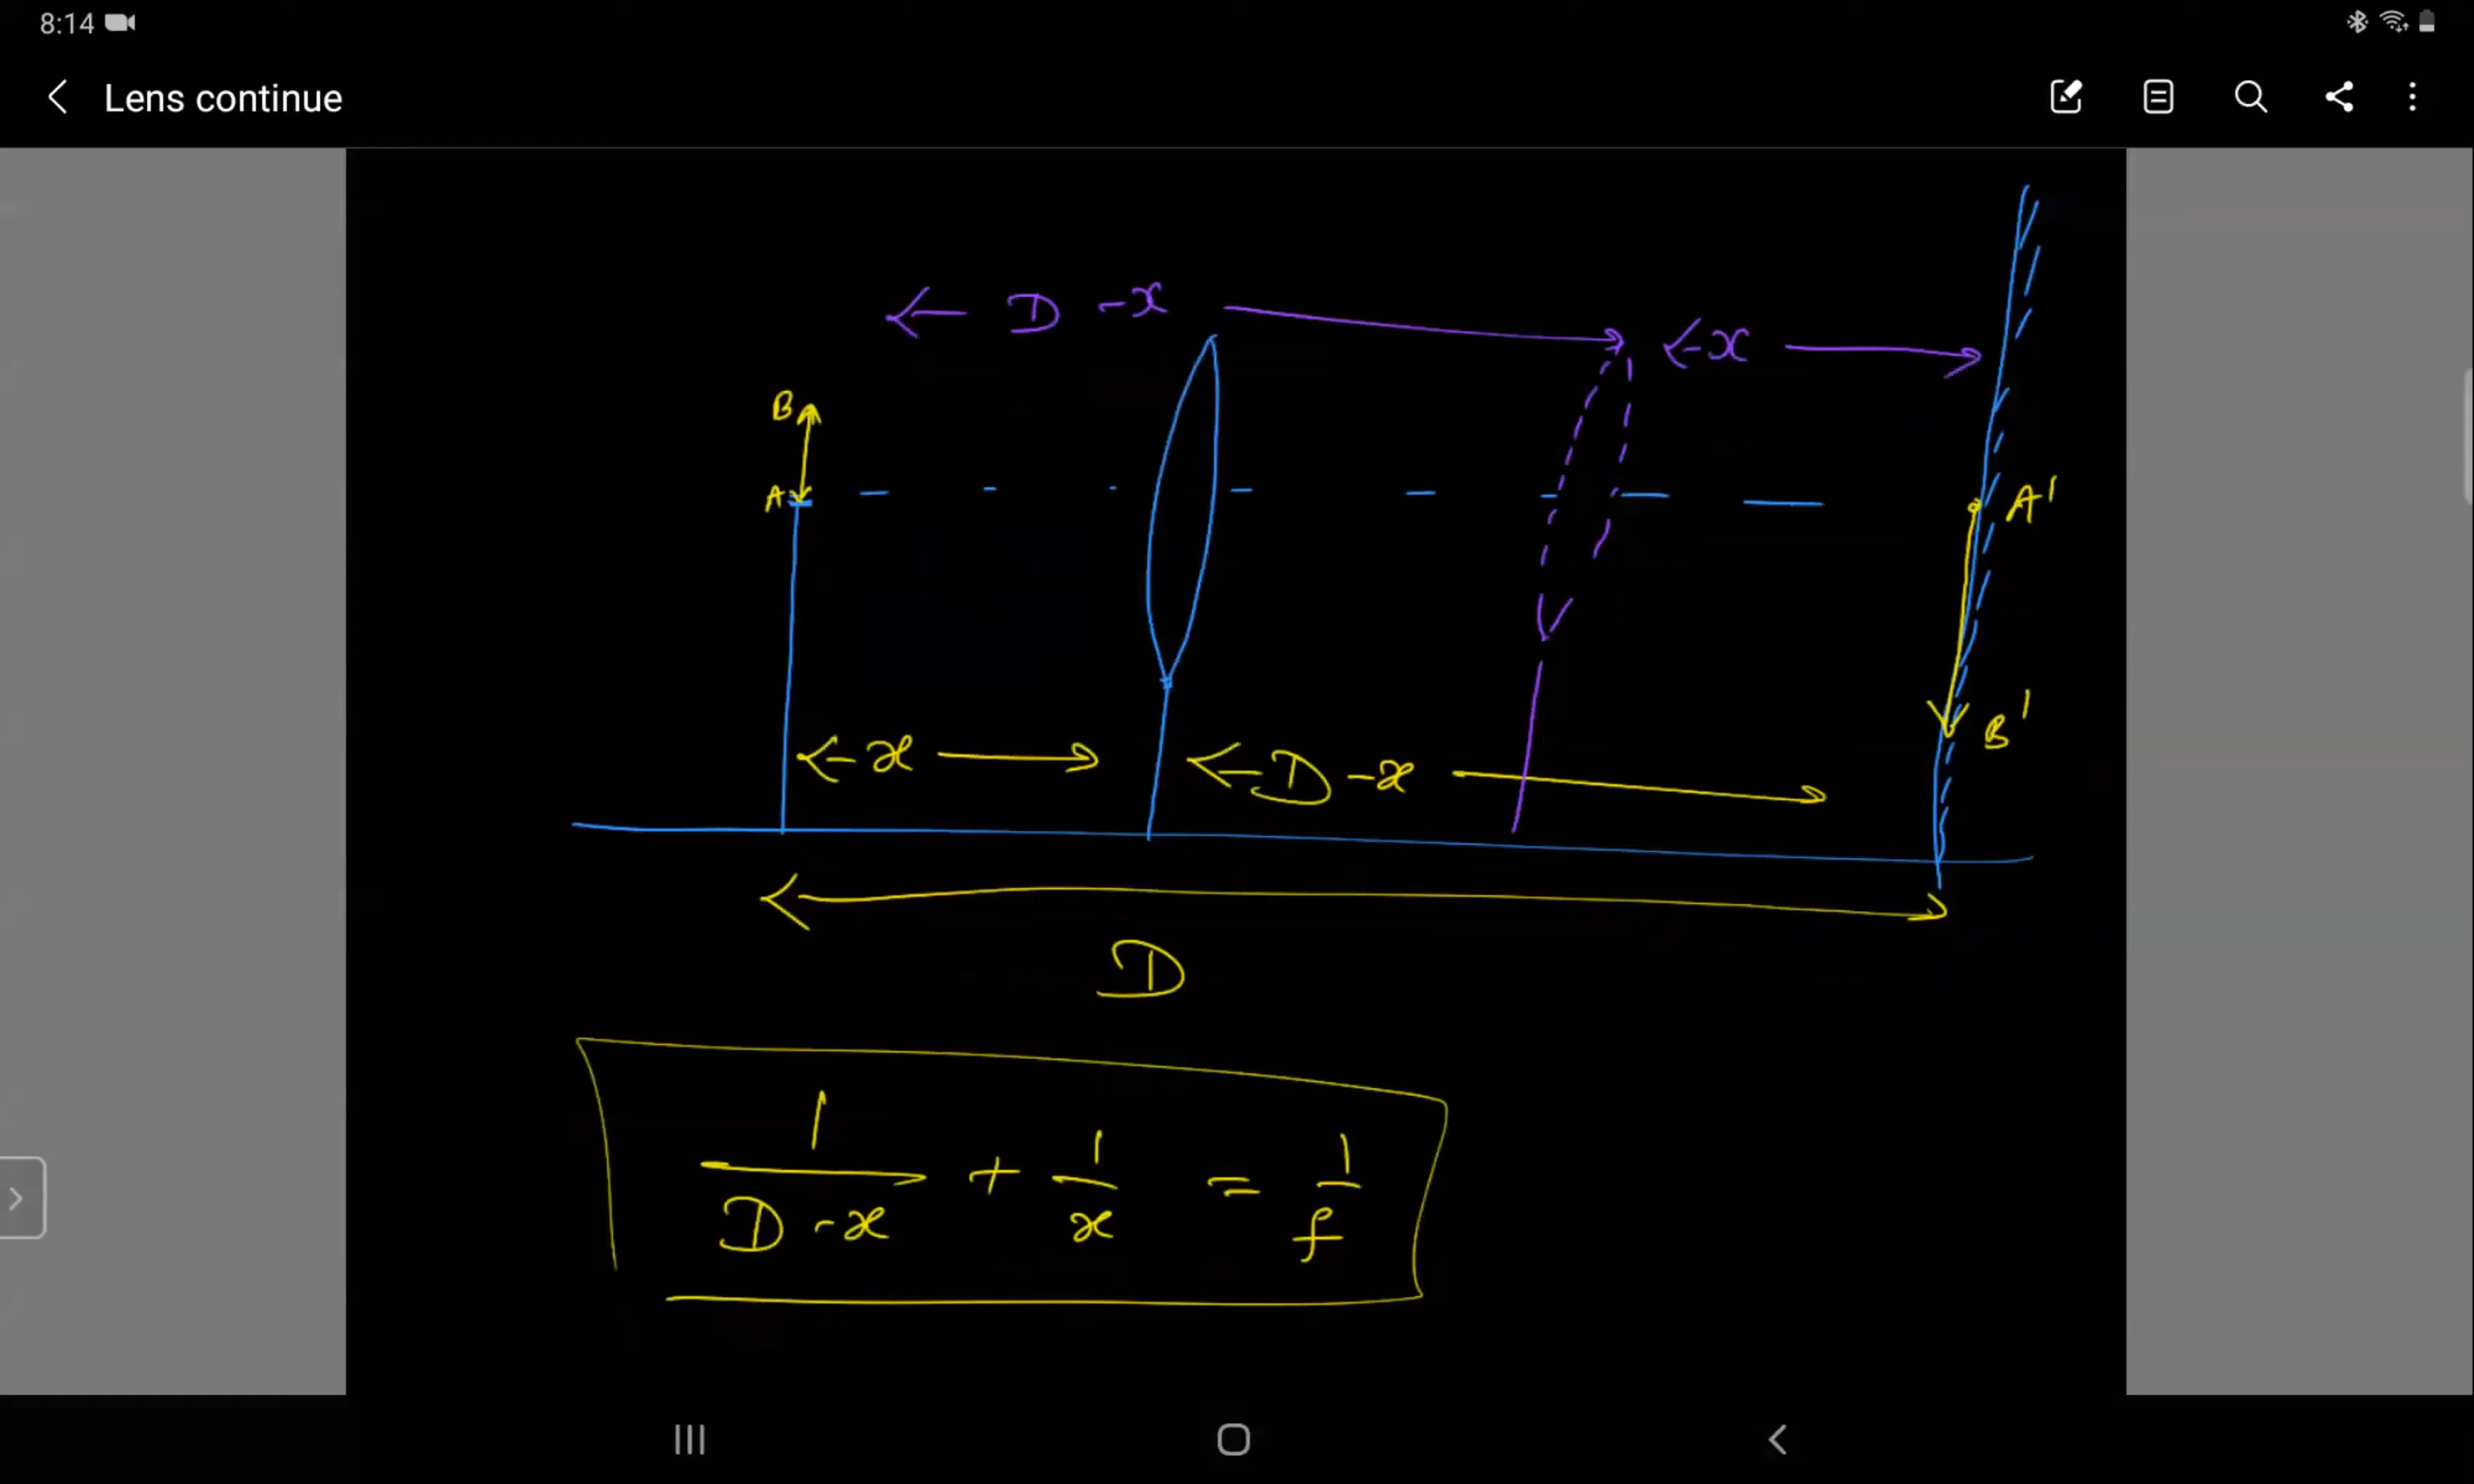 8:14
Lens continue
D - x
x
B
A
A'
B'
x
D - x
D
1/(D - x) + 1/x = 1/f